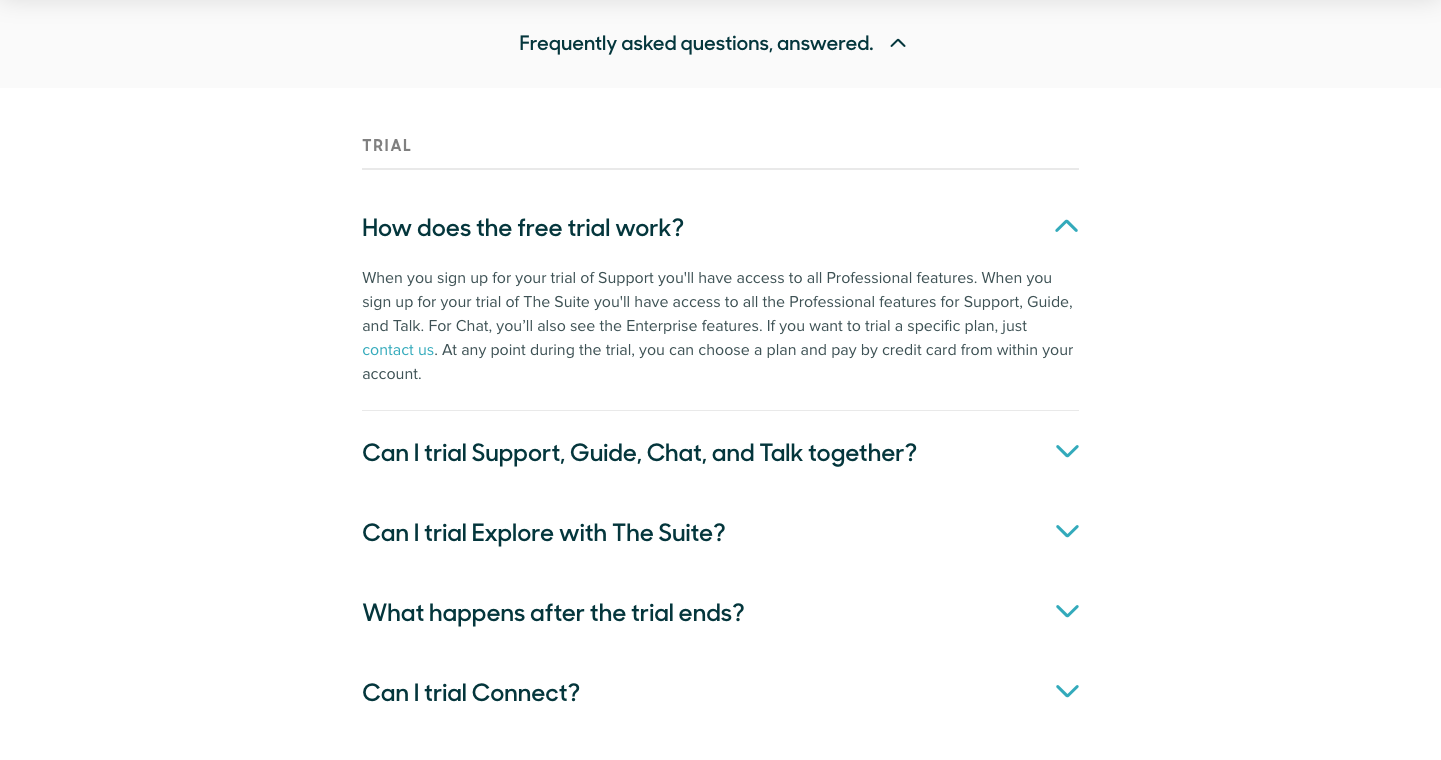 Frequently asked questions, answered.
TRIAL
How does the free trial work?
When you sign up for your trial of Support you'll have access to all Professional features. When you
sign up for your trial of The Suite you'll have access to all the Professional features for Support, Guide,
and Talk. For Chat, you’ll also see the Enterprise features. If you want to trial a specific plan, just
contact us. At any point during the trial, you can choose a plan and pay by credit card from within your
account.
Can I trial Support, Guide, Chat, and Talk together?
Can I trial Explore with The Suite?
What happens after the trial ends?
Can I trial Connect?